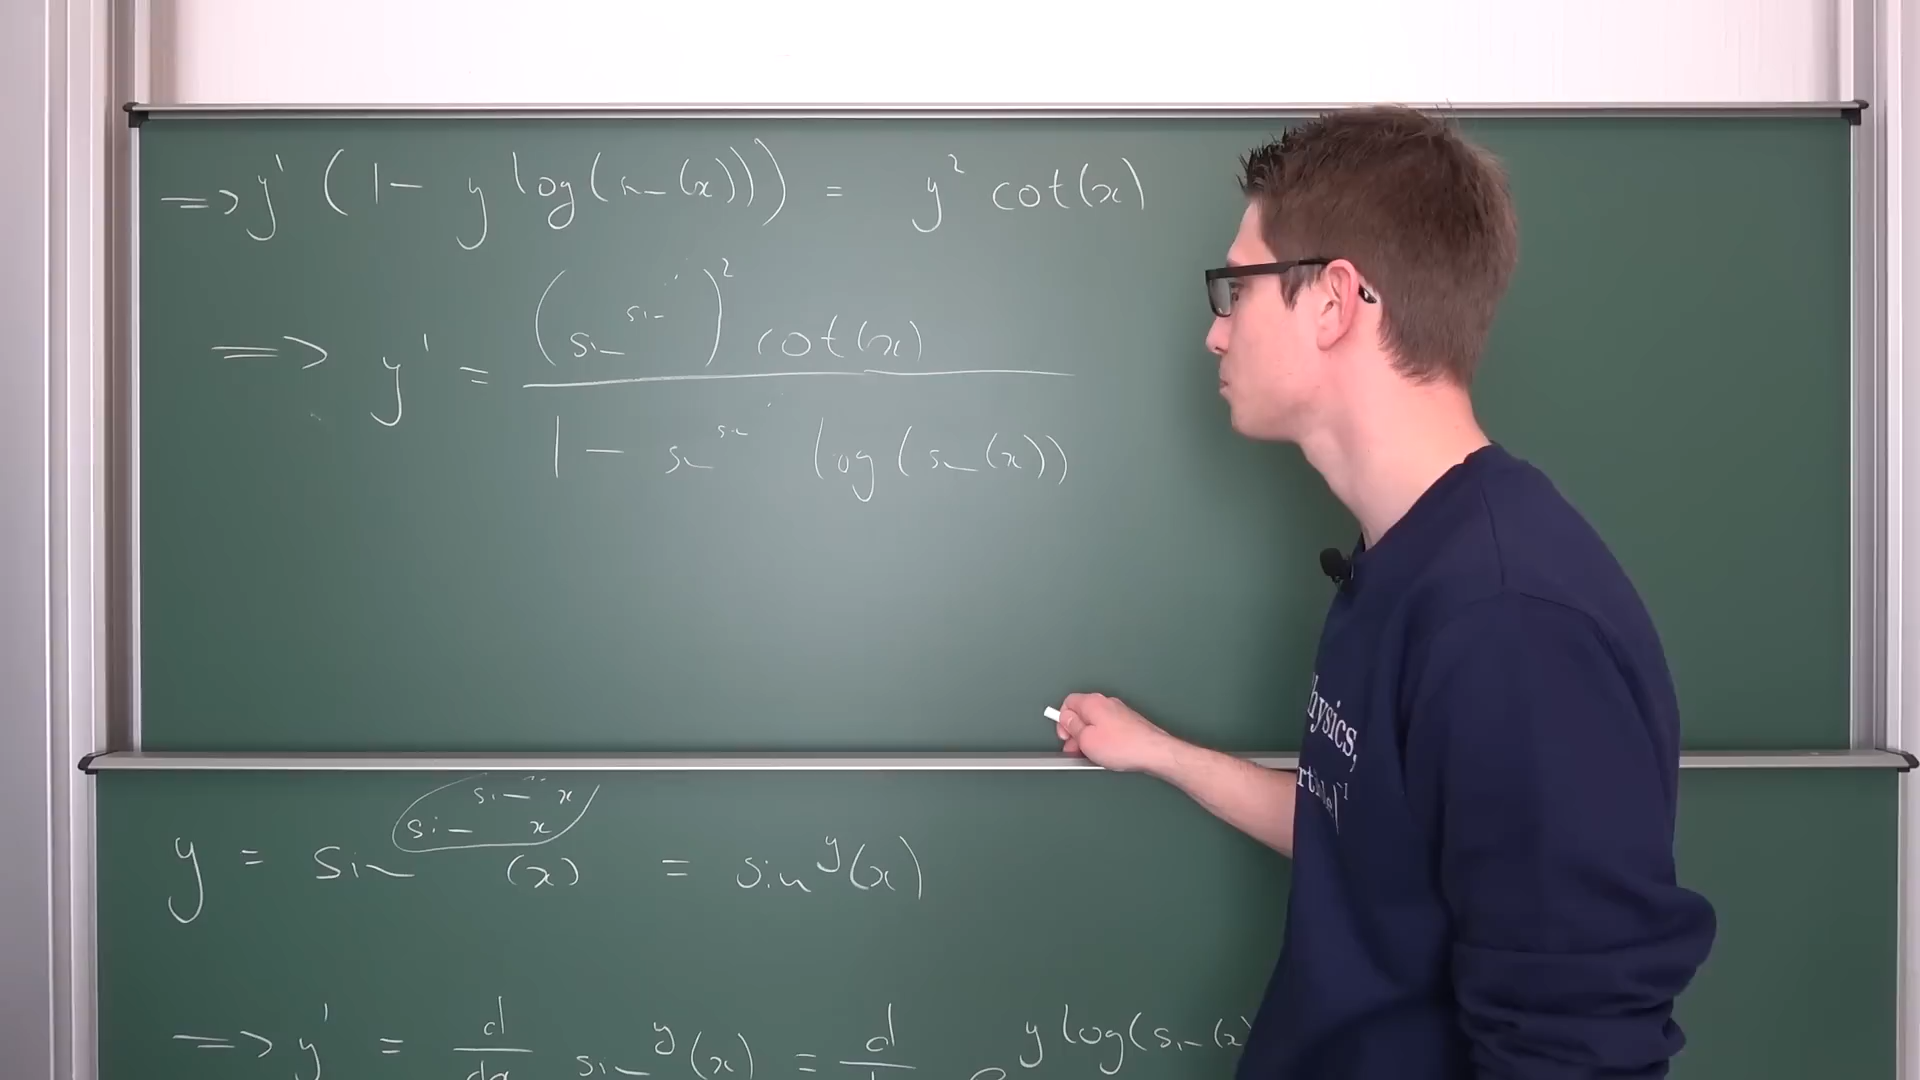 => y' (1 - y log(sin(x))) = y² cot(x)
=> y' = (sin^sin^⋰)² cot(x)
1 - sin^sin^⋰ log(sin(x))
y = sin^sin^sin^⋰ x x (x) = sin^y(x)
=> y' = d/dx sin^y(x) = d e^y log(sin(x
hysics,